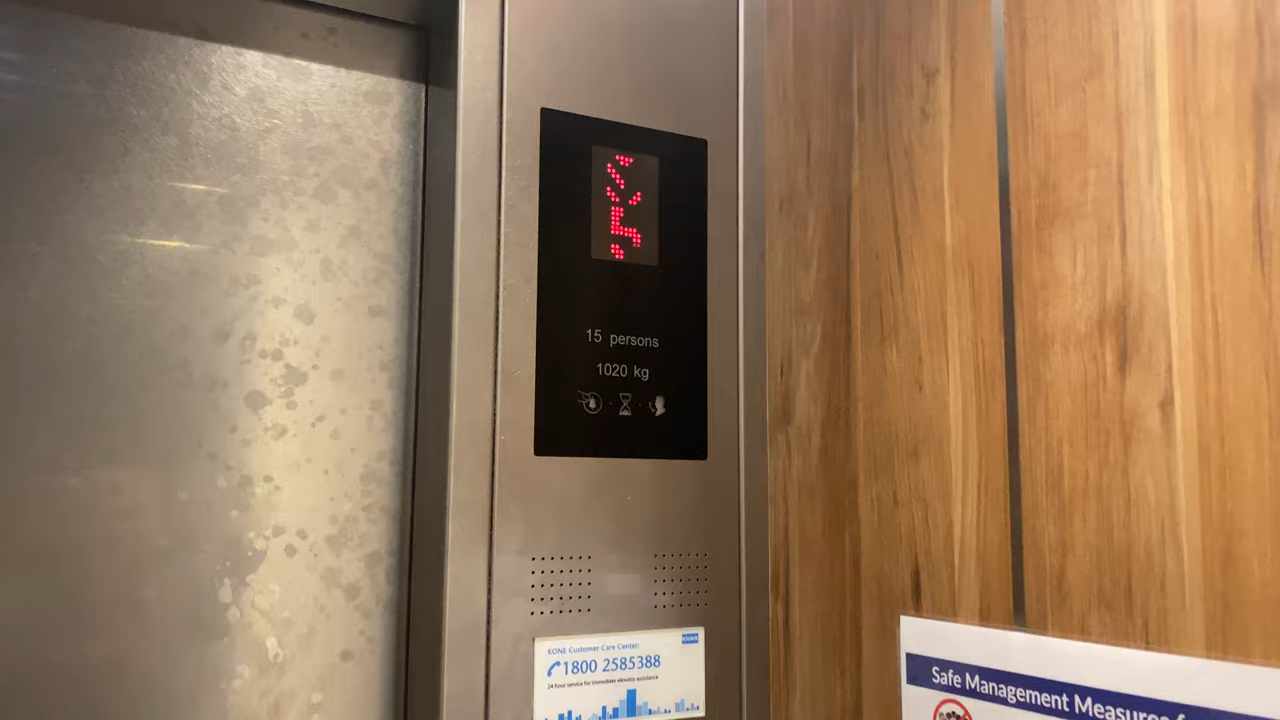 15 persons
1020 kg
KONE
KONE Customer Care Center:
1800 2585388
24 hour service for immediate elevator assistance
Safe Management Measures